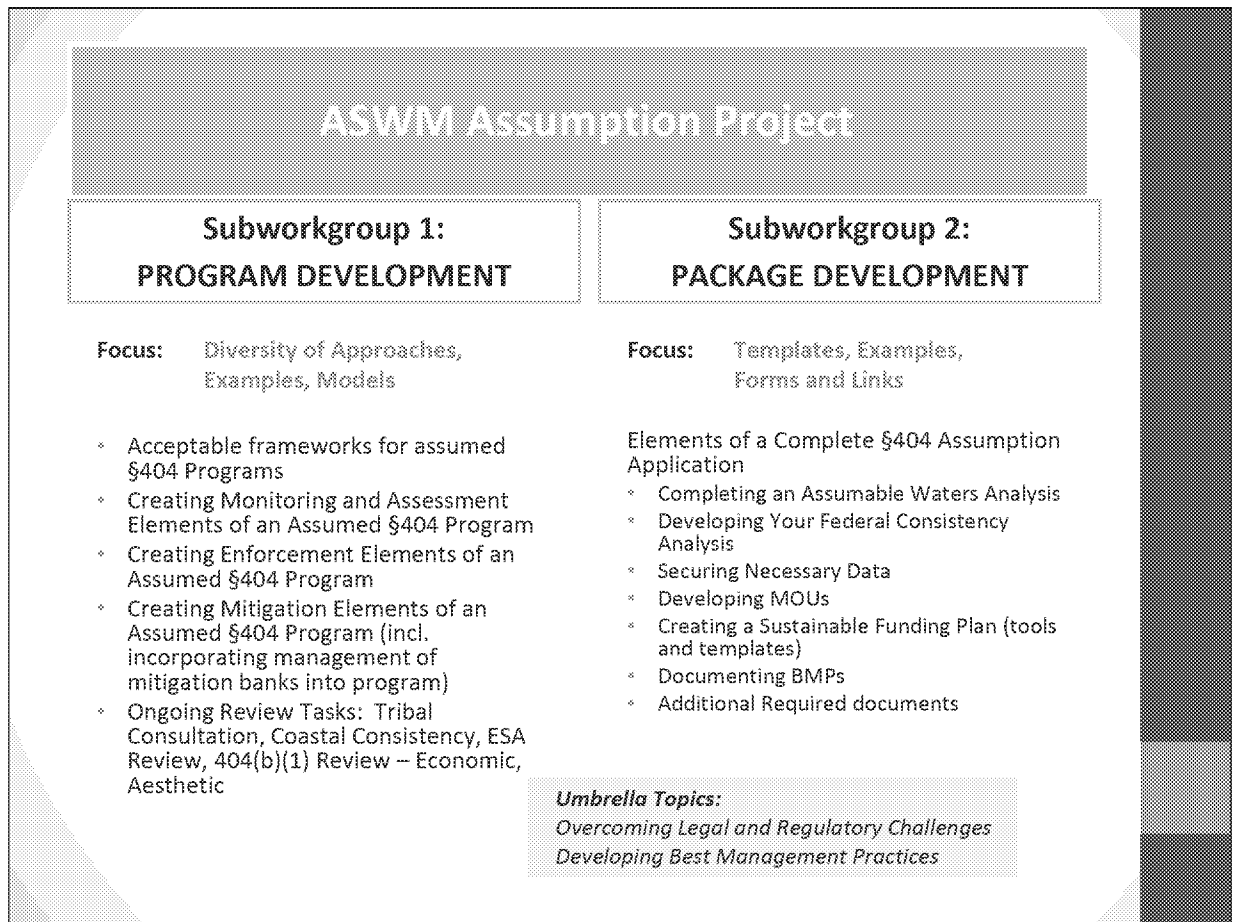 ASWM Assumption Project
Subworkgroup 1:
PROGRAM DEVELOPMENT
Focus: Diversity of Approaches,
Examples, Models
• Acceptable frameworks for assumed
§404 Programs
• Creating Monitoring and Assessment
Elements of an Assumed §404 Program
• Creating Enforcement Elements of an
Assumed §404 Program
• Creating Mitigation Elements of an
Assumed §404 Program (incl.
incorporating management of
mitigation banks into program)
• Ongoing Review Tasks: Tribal
Consultation, Coastal Consistency, ESA
Review, 404(b)(1) Review – Economic,
Aesthetic
Subworkgroup 2:
PACKAGE DEVELOPMENT
Focus: Templates, Examples,
Forms and Links
Elements of a Complete §404 Assumption
Application
• Completing an Assumable Waters Analysis
• Developing Your Federal Consistency
Analysis
• Securing Necessary Data
• Developing MOUs
• Creating a Sustainable Funding Plan (tools
and templates)
• Documenting BMPs
• Additional Required documents
Umbrella Topics:
Overcoming Legal and Regulatory Challenges
Developing Best Management Practices